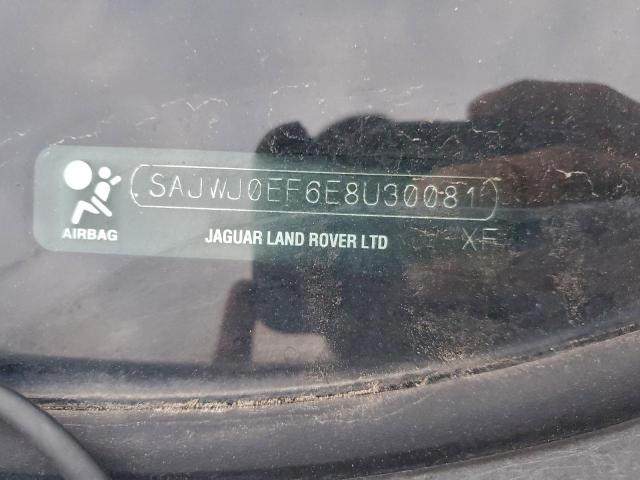 SAJWJ0EF6E8U30081
AIRBAG
JAGUAR LAND ROVER LTD
XF